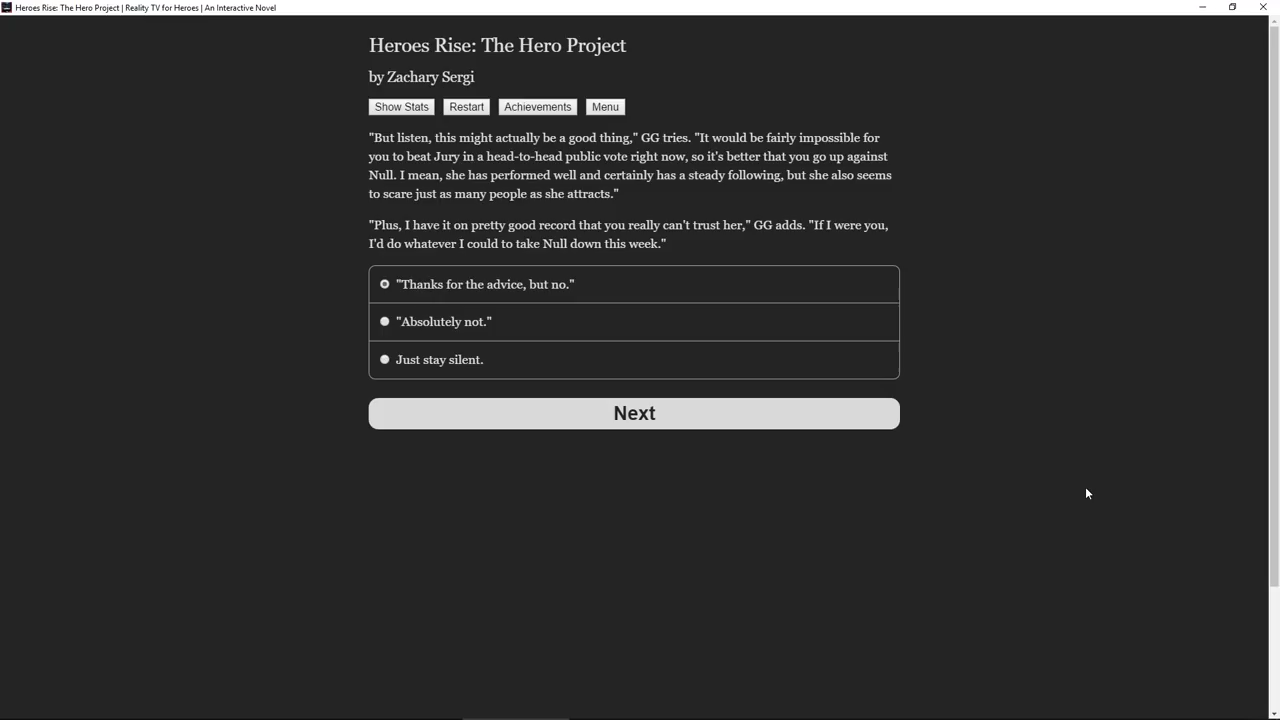 Heroes Rise: The Hero Project | Reality TV for Heroes | An Interactive Novel
Heroes Rise: The Hero Project
by Zachary Sergi
Show Stats Restart Achievements Menu
"But listen, this might actually be a good thing," GG tries. "It would be fairly impossible for
you to beat Jury in a head-to-head public vote right now, so it's better that you go up against
Null. I mean, she has performed well and certainly has a steady following, but she also seems
to scare just as many people as she attracts."
"Plus, I have it on pretty good record that you really can't trust her," GG adds. "If I were you,
I'd do whatever I could to take Null down this week."
"Thanks for the advice, but no."
"Absolutely not."
Just stay silent.
Next